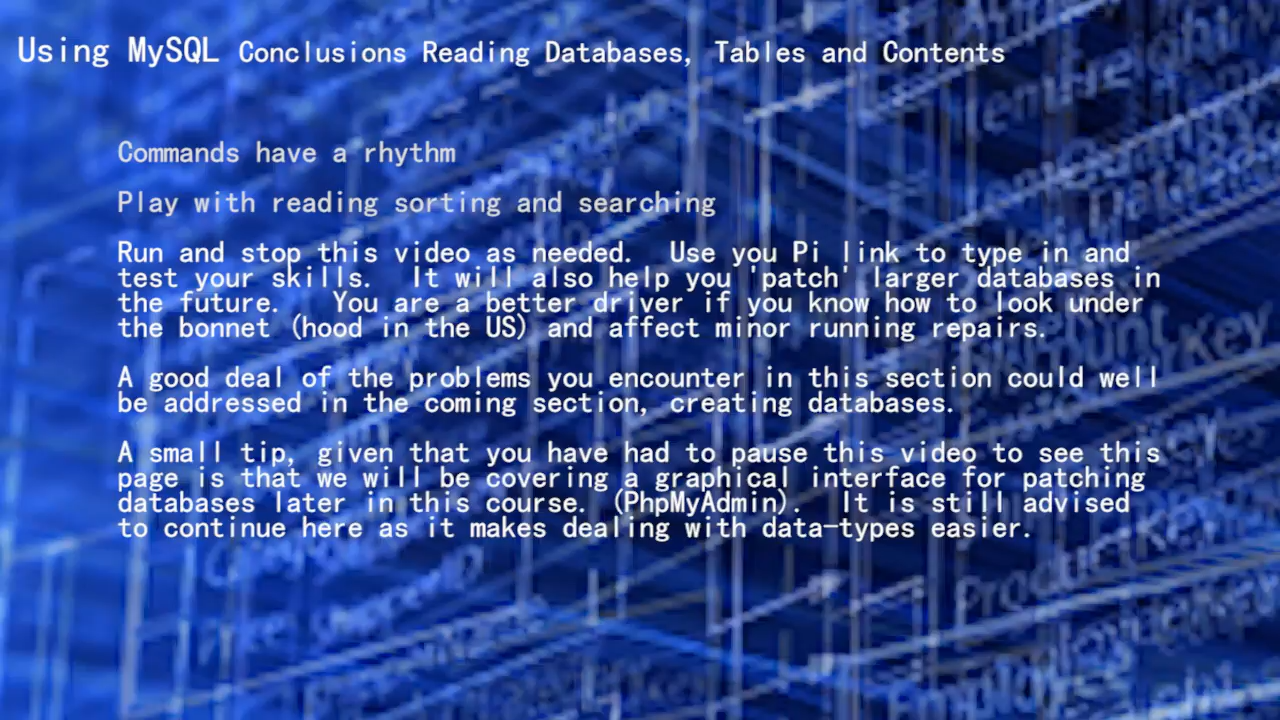 Using MySQL Conclusions Reading Databases, Tables and Contents
Commands have a rhythm
Play with reading sorting and searching
Run and stop this video as needed. Use you Pi link to type in and
test your skills. It will also help you 'patch' larger databases in
the future. You are a better driver if you know how to look under
the bonnet (hood in the US) and affect minor running repairs.
A good deal of the problems you encounter in this section could well
be addressed in the coming section, creating databases.
A small tip, given that you have had to pause this video to see this
page is that we will be covering a graphical interface for patching
databases later in this course. (PhpMyAdmin). It is still advised
to continue here as it makes dealing with data-types easier.
ProductKey